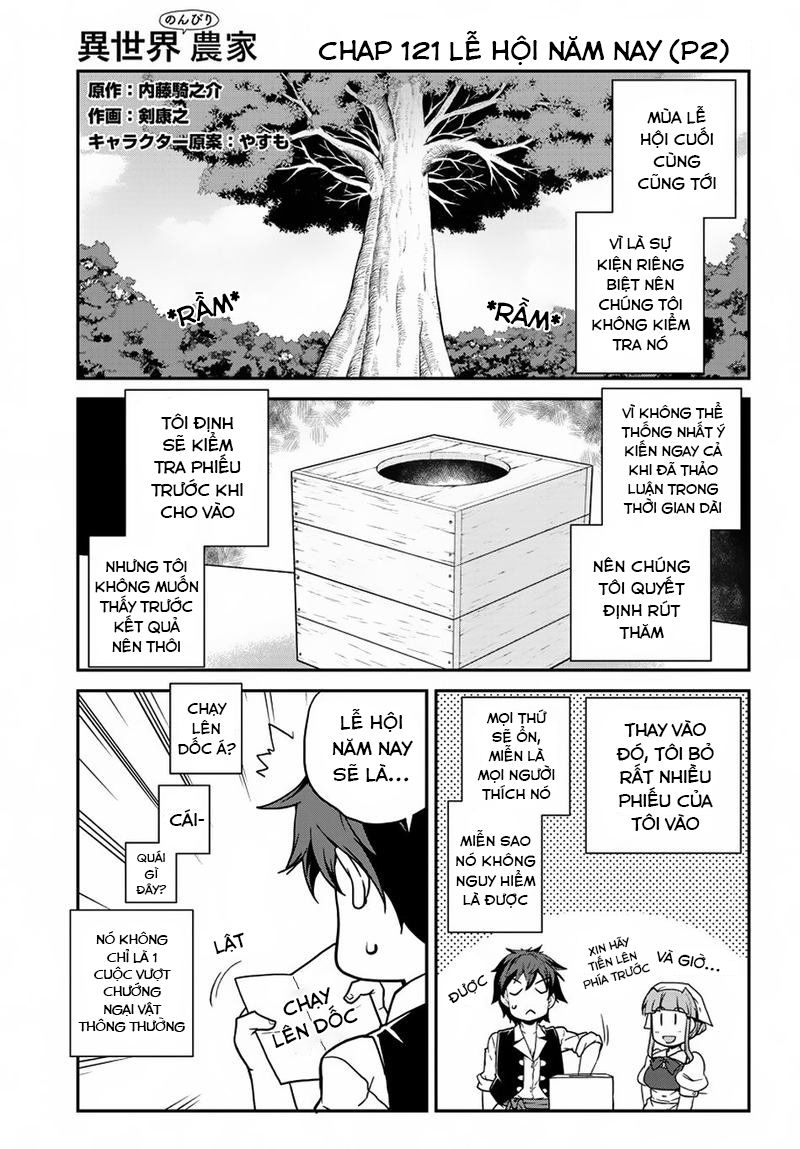 のんびり
異世界 農家
CHAP 121 LỄ HỘI NĂM NAY (P2)
原作：内藤騎之介
作画：剣康之
キャラクター原案：やすも
MÙA LỄ
HỘI CUỐI
CÙNG
CŨNG TỚI
VÌ LÀ SỰ
KIỆN RIÊNG
BIỆT NÊN
CHÚNG TÔI
KHÔNG KIỂM
TRA NÓ
*RẦM*
*RẦM*
VÌ KHÔNG THỂ
THỐNG NHẤT Ý
KIẾN NGAY CẢ
KHI ĐÃ THẢO
LUẬN TRONG
THỜI GIAN DÀI
NÊN CHÚNG
TÔI QUYẾT
ĐỊNH RÚT
THĂM
TÔI ĐỊNH
SẼ KIỂM
TRA PHIẾU
TRƯỚC KHI
CHO VÀO
NHƯNG TÔI
KHÔNG MUỐN
THẤY TRƯỚC
KẾT QUẢ
NÊN THÔI
THAY VÀO
ĐÓ, TÔI BỎ
RẤT NHIỀU
PHIẾU CỦA
TÔI VÀO
MỌI THỨ
SẼ ỔN,
MIỄN LÀ
MỌI NGƯỜI
THÍCH NÓ
MIỄN SAO
NÓ KHÔNG
NGUY HIỂM
LÀ ĐƯỢC
VÀ GIỜ...
XIN HÃY
TIẾN LÊN
PHÍA TRƯỚC
ĐƯỢC
LỄ HỘI
NĂM NAY
SẼ LÀ...
LẬT
CHẠY
LÊN DỐC
CHẠY
LÊN
DỐC Á?
CÁI-
QUÁI
GÌ
ĐÂY?
NÓ KHÔNG
CHỈ LÀ 1
CUỘC VƯỢT
CHƯỚNG
NGẠI VẬT
THÔNG THƯỜNG